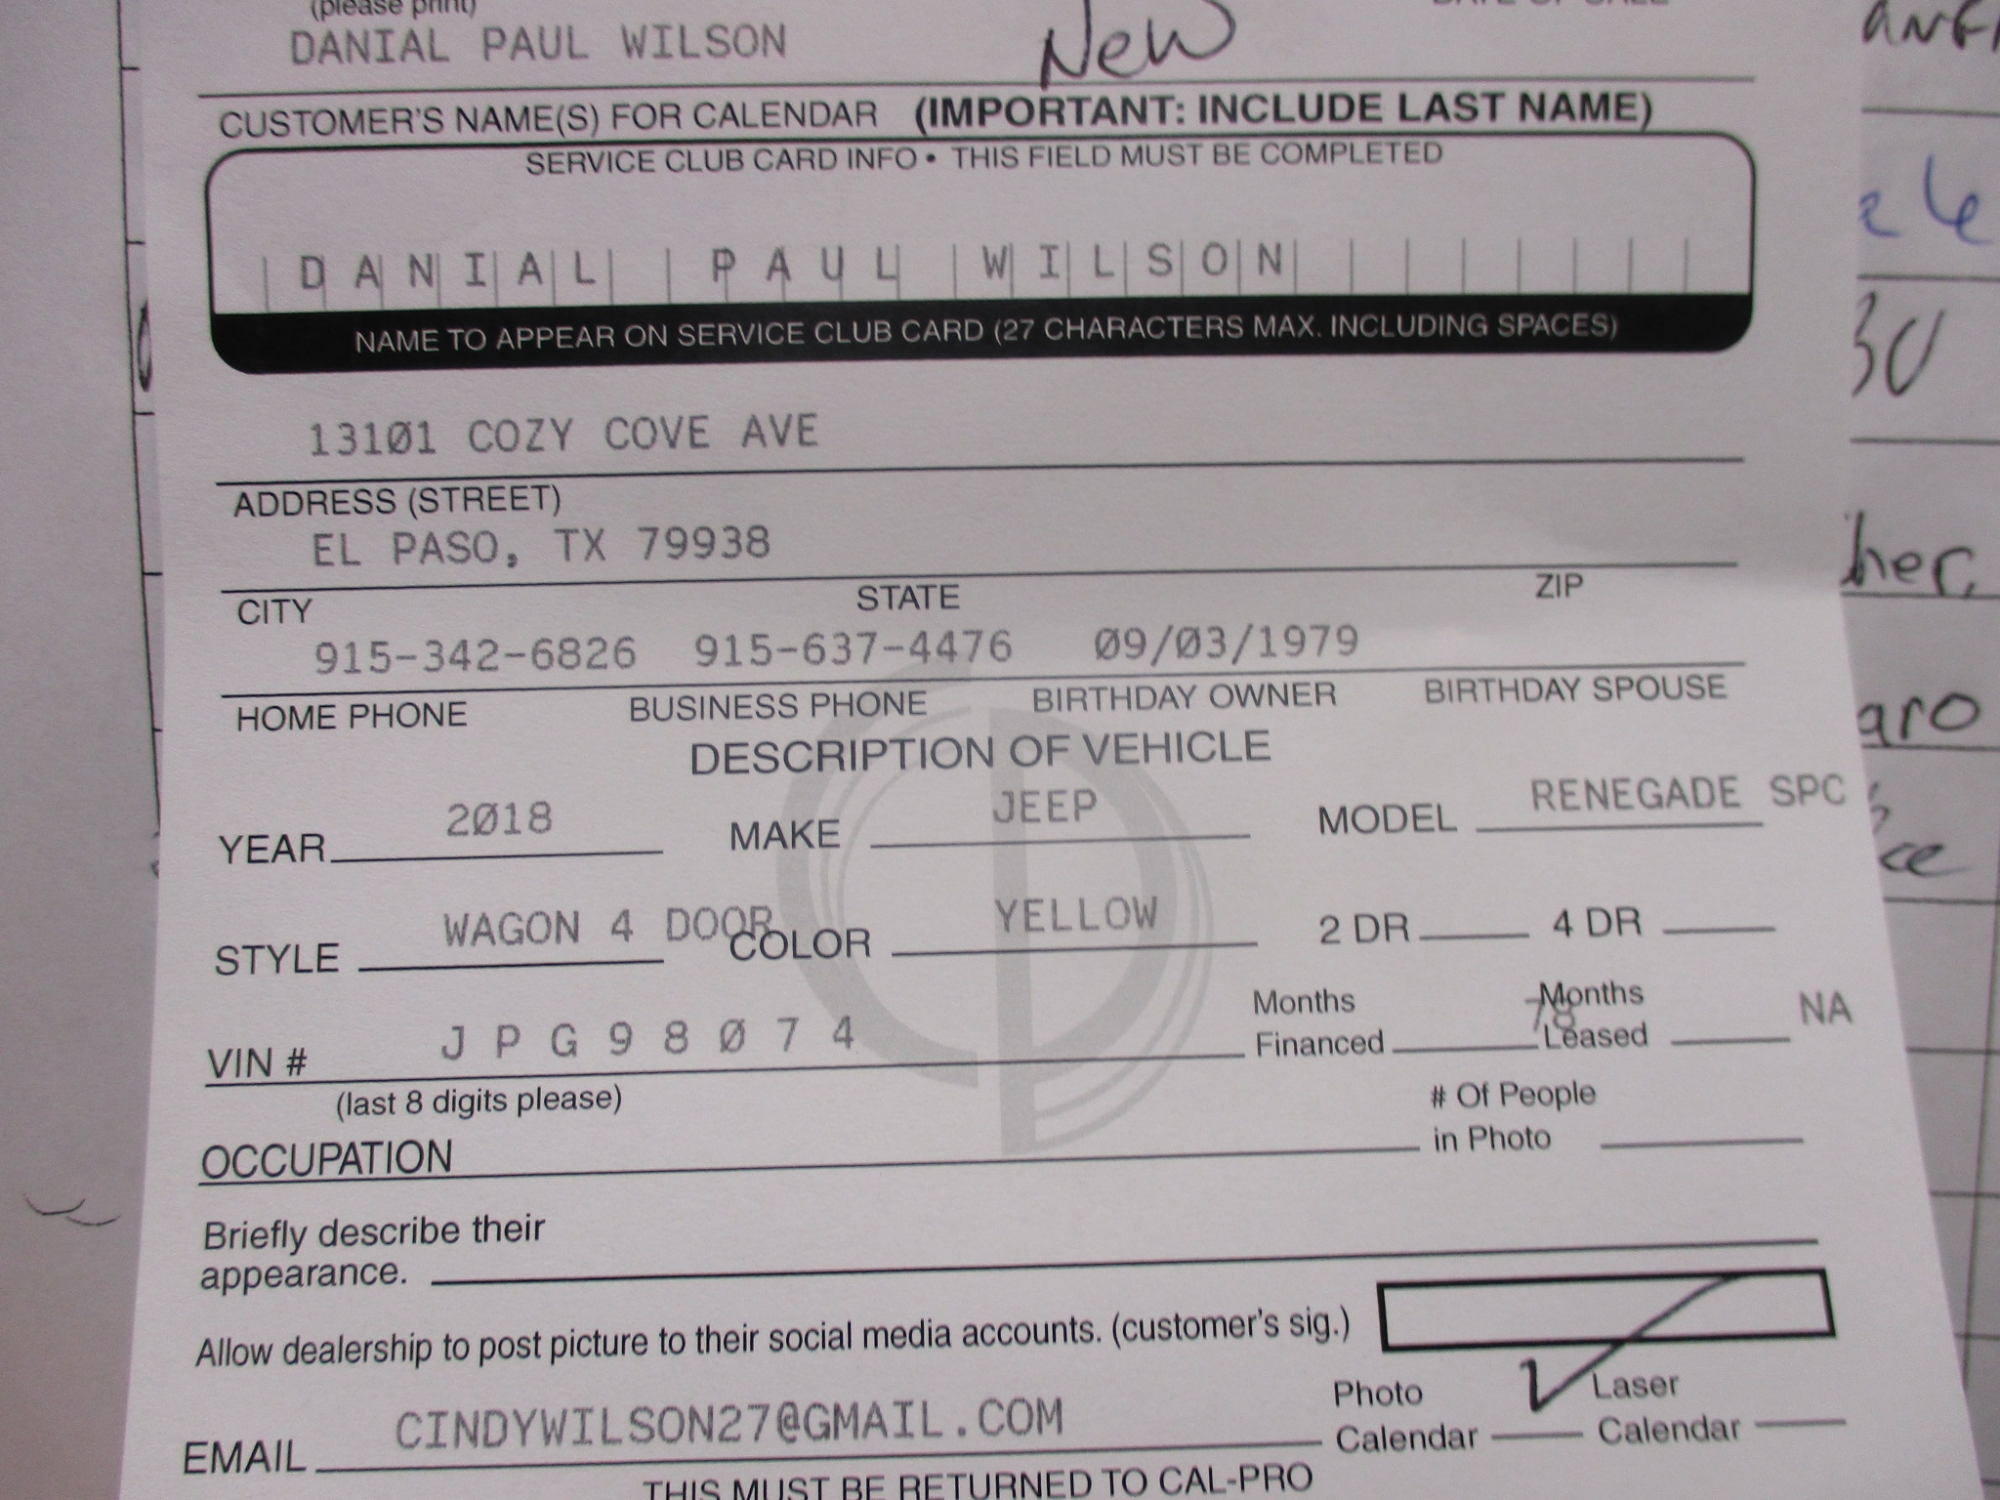 (please print)
DANIAL PAUL WILSON New
CUSTOMER'S NAME(S) FOR CALENDAR (IMPORTANT: INCLUDE LAST NAME)
SERVICE CLUB CARD INFO • THIS FIELD MUST BE COMPLETED
DANIAL PAUL WILSON
NAME TO APPEAR ON SERVICE CLUB CARD (27 CHARACTERS MAX. INCLUDING SPACES)
13101 COZY COVE AVE
ADDRESS (STREET)
EL PASO, TX 79938
CITY STATE ZIP
915-342-6826 915-637-4476 09/03/1979
HOME PHONE BUSINESS PHONE BIRTHDAY OWNER BIRTHDAY SPOUSE
DESCRIPTION OF VEHICLE
YEAR 2018 MAKE JEEP MODEL RENEGADE SPC
STYLE WAGON 4 DOOR COLOR YELLOW 2 DR 4 DR
VIN # JPG98074 Months Financed 78 Months Leased NA
(last 8 digits please)
OCCUPATION # Of People in Photo
Briefly describe their
appearance.
Allow dealership to post picture to their social media accounts. (customer's sig.)
EMAIL CINDYWILSON27@GMAIL.COM Photo Calendar Laser Calendar
THIS MUST BE RETURNED TO CAL-PRO
her,
aro